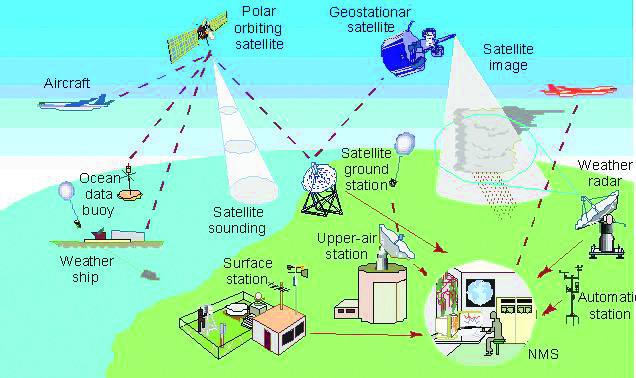 Polar
orbiting
satellite
Geostationar
satellite
Satellite
image
Aircraft
Ocean
data
buoy
Satellite
sounding
Satellite
ground
station
Weather
radar
Weather
ship
Upper-air
station
Surface
station
Automatic
station
NMS